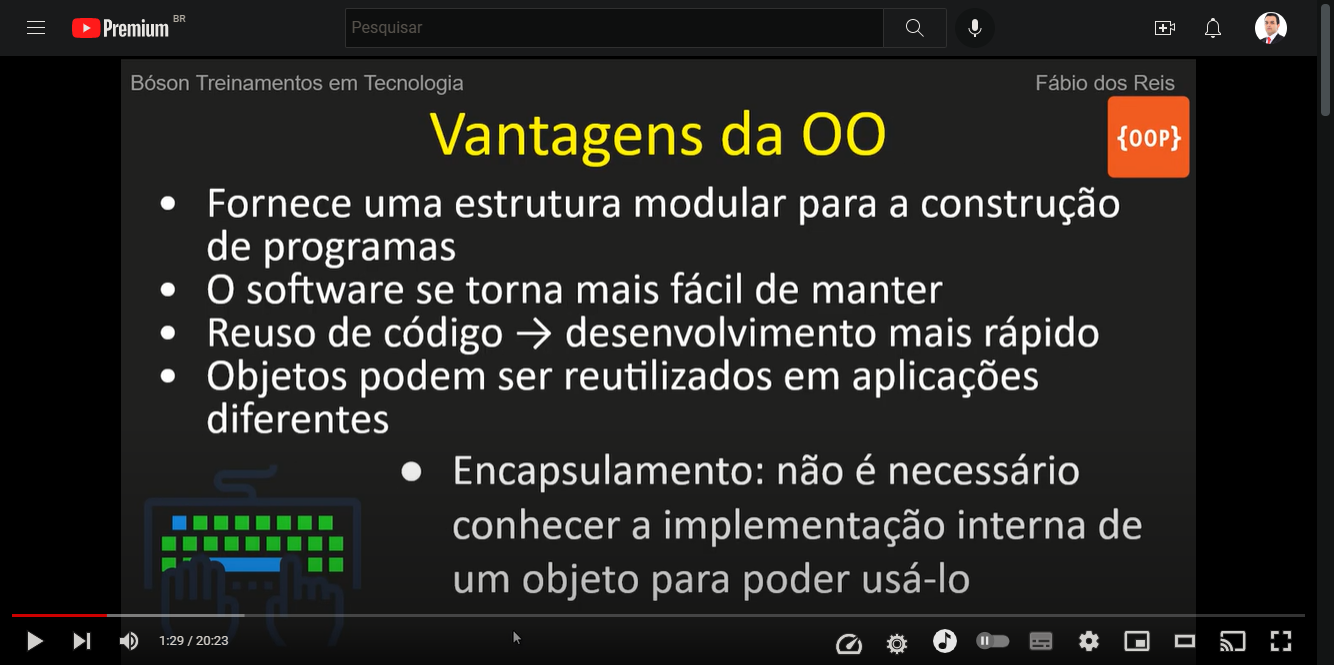 Premium BR
Pesquisar
Bóson Treinamentos em Tecnologia
Fábio dos Reis
Vantagens da OO
{OOP}
• Fornece uma estrutura modular para a construção
de programas
• O software se torna mais fácil de manter
• Reuso de código → desenvolvimento mais rápido
• Objetos podem ser reutilizados em aplicações
diferentes
• Encapsulamento: não é necessário
conhecer a implementação interna de
um objeto para poder usá-lo
1:29 / 20:23